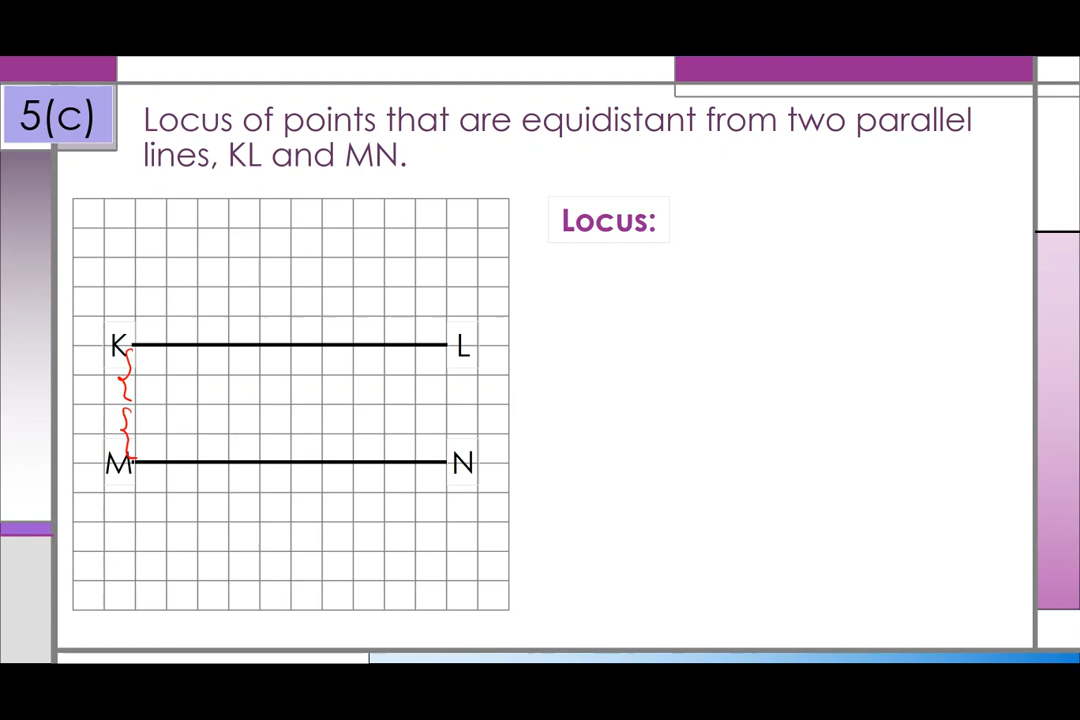 5(c)
Locus of points that are equidistant from two parallel
lines, KL and MN.
Locus:
K L
M N